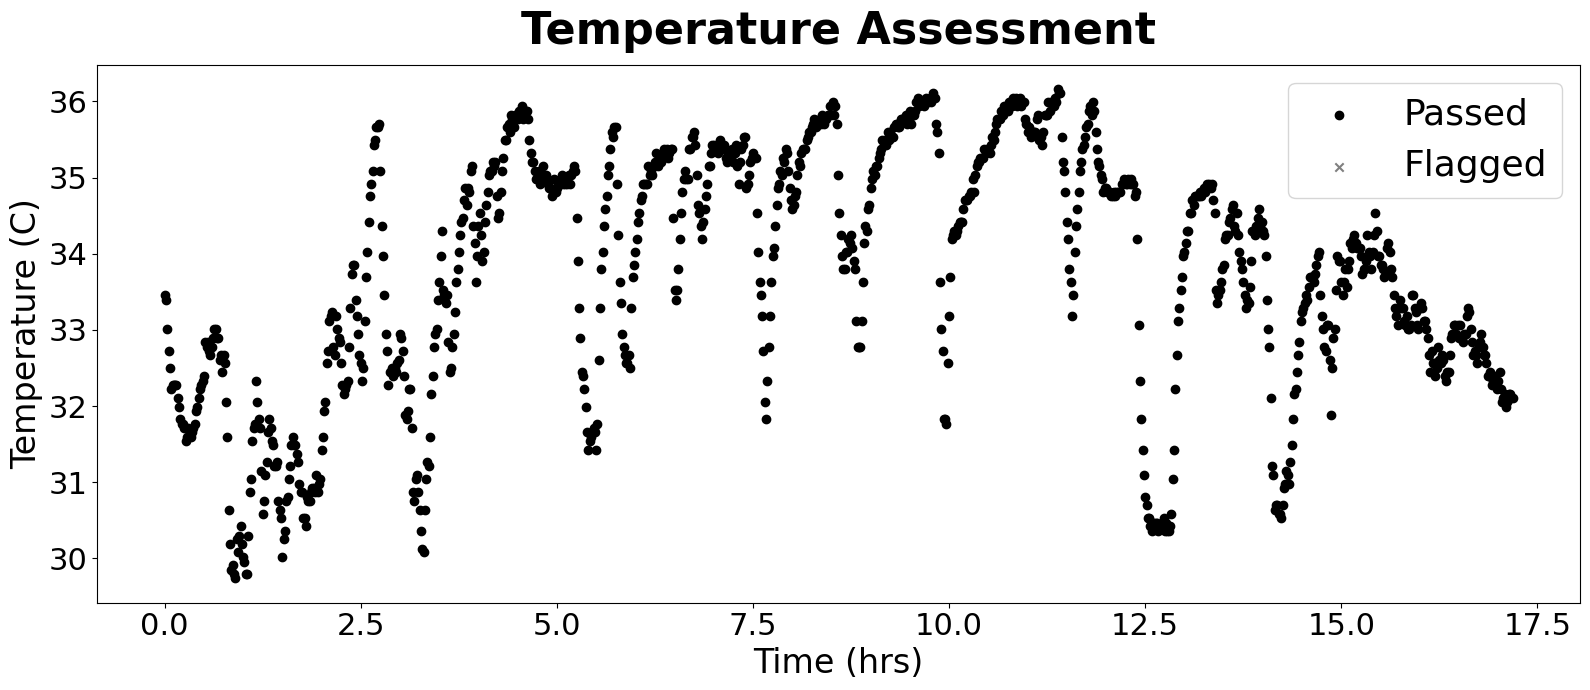 Temperature Assessment
Passed
Flagged
Temperature (C)
36
35
34
33
32
31
30
0.0 2.5 5.0 7.5 10.0 12.5 15.0 17.5
Time (hrs)